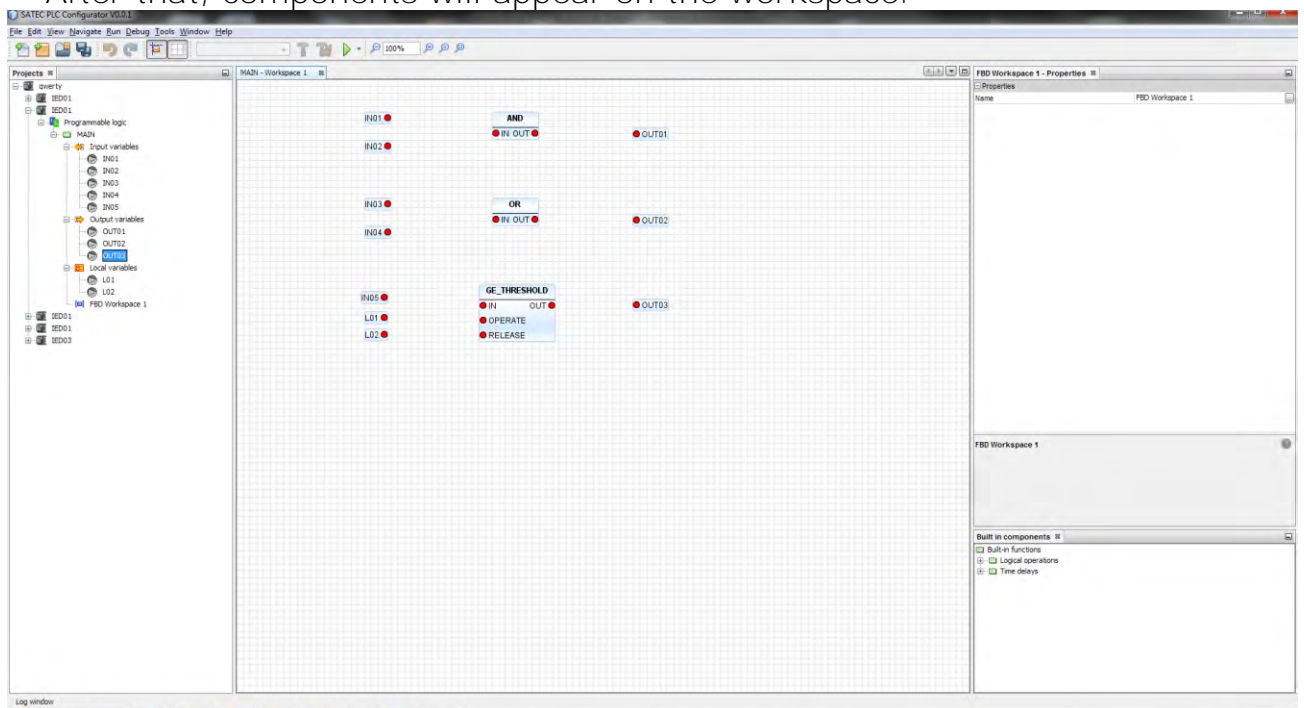 After that, components will appear on the workspace.
SATEC PLC Configurator V0.0.1
File Edit View Navigate Run Debug Tools Window Help
100%
Projects
qwerty
IED01
IED01
Programmable logic
MAIN
Input variables
IN01
IN02
IN03
IN04
IN05
Output variables
OUT01
OUT02
OUT03
Local variables
L01
L02
FBD Workspace 1
IED01
IED01
IED03
MAIN - Workspace 1
IN01
AND
IN OUT
OUT01
IN02
IN03
OR
IN OUT
OUT02
IN04
IN05
GE_THRESHOLD
IN OUT
OUT03
L01
OPERATE
L02
RELEASE
FBD Workspace 1 - Properties
Properties
Name FBD Workspace 1
FBD Workspace 1
Built in components
Built-in functions
Logical operations
Time delays
Log window